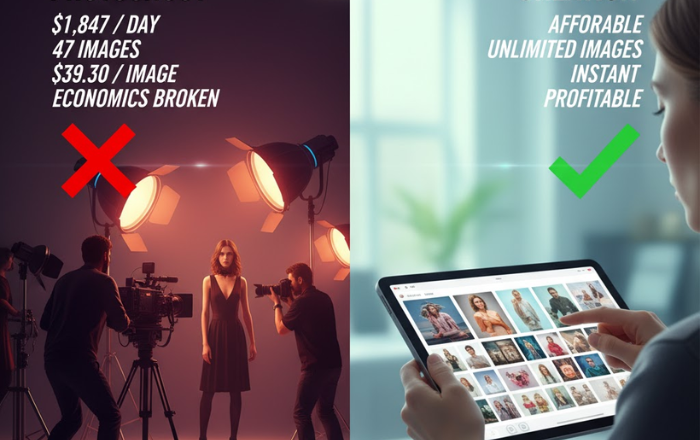 $1,847 / DAY
47 IMAGES
$39.30 / IMAGE
ECONOMICS BROKEN
AFFORABLE
UNLIMITED IMAGES
INSTANT
PROFITABLE